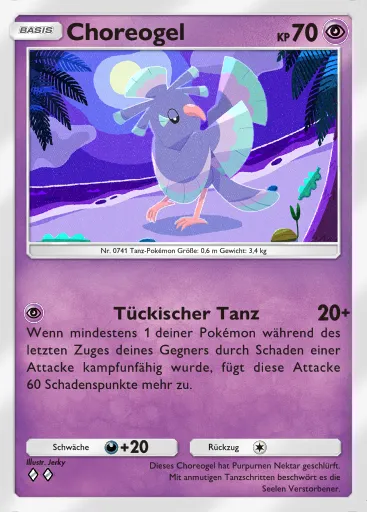 BASIS Choreogel KP 70
Nr. 0741 Tanz-Pokémon Größe: 0,6 m Gewicht: 3,4 kg
Tückischer Tanz 20+
Wenn mindestens 1 deiner Pokémon während des
letzten Zuges deines Gegners durch Schaden einer
Attacke kampfunfähig wurde, fügt diese Attacke
60 Schadenspunkte mehr zu.
Schwäche +20 Rückzug
Illustr. Jerky
Dieses Choreogel hat Purpurnen Nektar geschlürft.
Mit anmutigen Tanzschritten beschwört es die
Seelen Verstorbener.